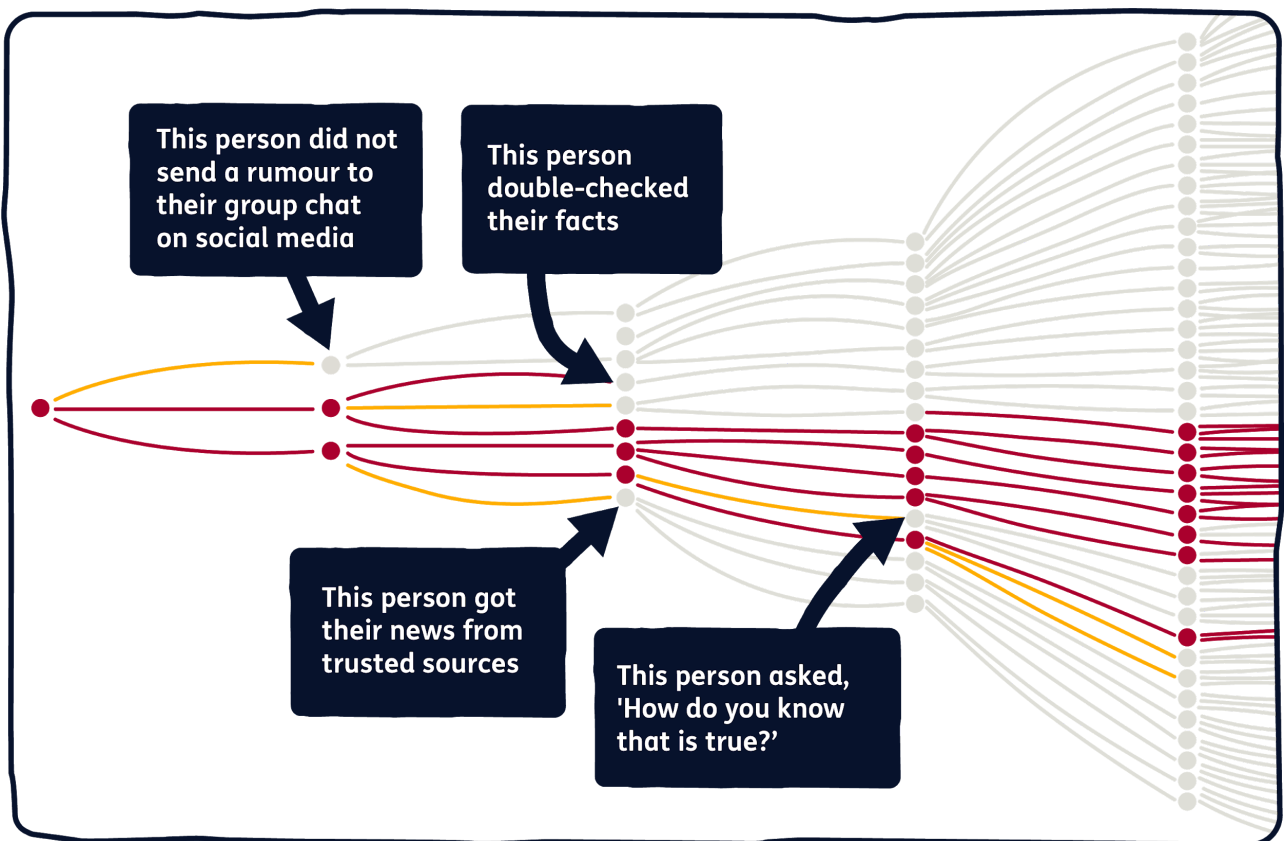 This person did not
send a rumour to
their group chat
on social media
This person
double-checked
their facts
This person got
their news from
trusted sources
This person asked,
'How do you know
that is true?’